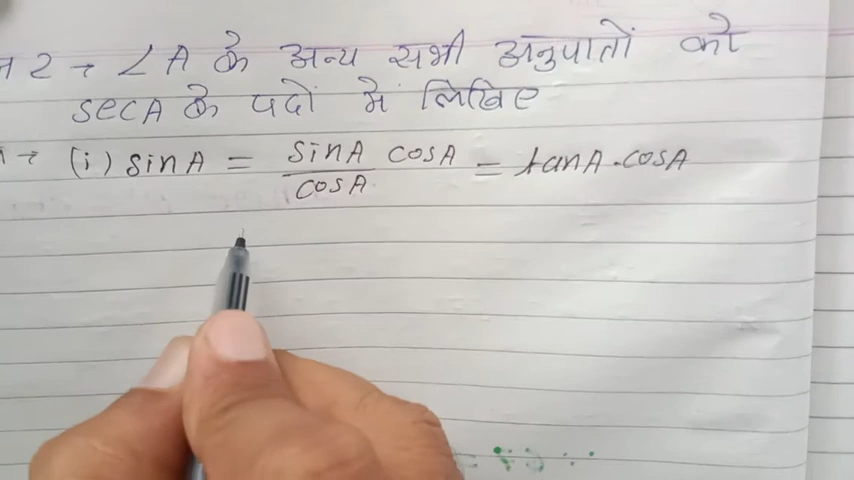 2 → ∠A के अन्य सभी अनुपातों को
secA के पदों में लिखिए
→ (i) sinA = sinA/cosA cosA = tanA·cosA